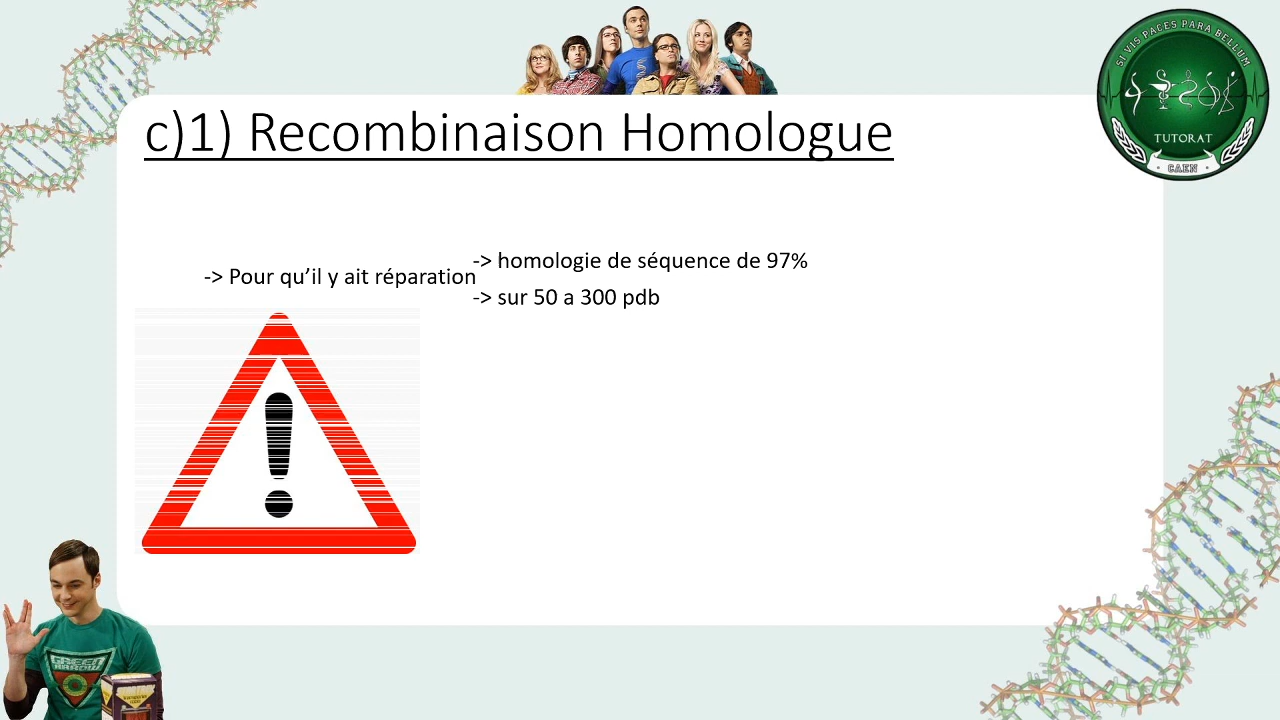 SI VIS PACES PARA BELLUM
TUTORAT
CAEN
c)1) Recombinaison Homologue
-> homologie de séquence de 97%
-> Pour qu’il y ait réparation
-> sur 50 a 300 pdb
GREEN